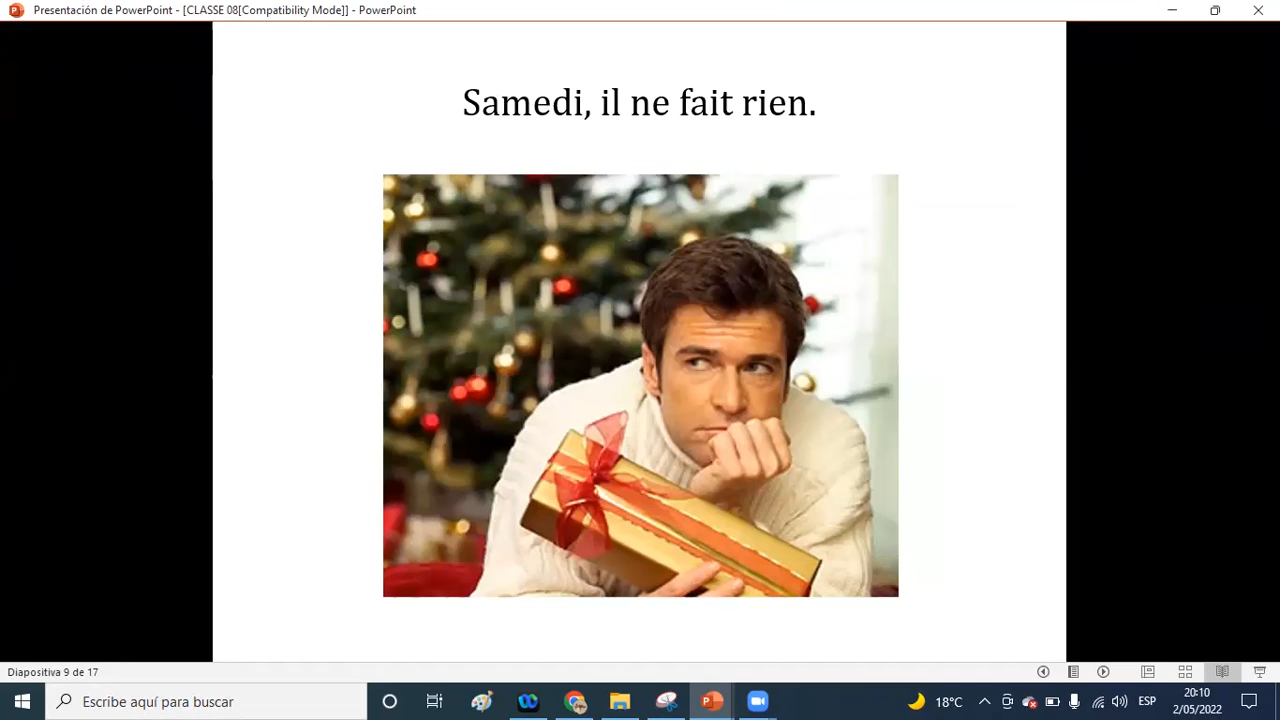 Presentación de PowerPoint - [CLASSE 08[Compatibility Mode]] - PowerPoint
Samedi, il ne fait rien.
Diapositiva 9 de 17
Escribe aquí para buscar
18°C
ESP
20:10
2/05/2022